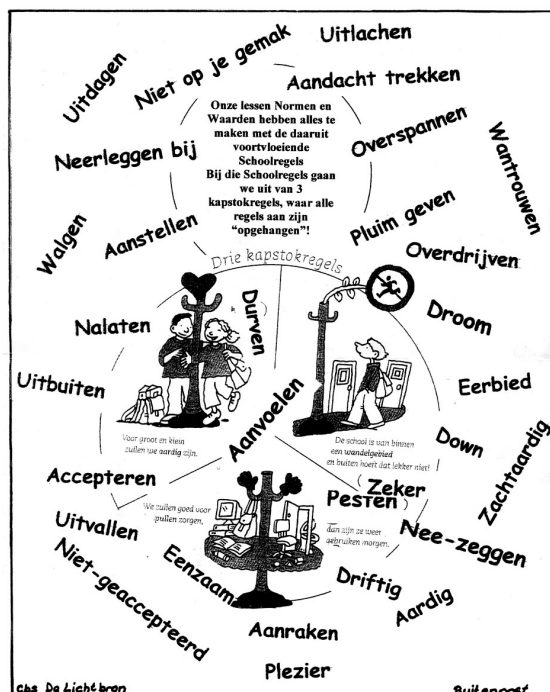 Uitlachen
Niet op je gemak
Uitdagen
Aandacht trekken
Onze lessen Normen en
Waarden hebben alles te
maken met de daaruit
voortvloeiende
Schoolregels
Bij die Schoolregels gaan
we uit van 3
kapstokregels, waar alle
regels aan zijn
"opgehangen"!
Overspannen
Wantrouwen
Neerleggen bij
Pluim geven
Walgen
Aanstellen
Overdrijven
Drie kapstokregels
Durven
Droom
Nalaten
Uitbuiten
Eerbied
Aanvoelen
Voor groot en klein
zullen we aardig zijn.
De school is van binnen
een wandelgebied
en buiten hoeft dat lekker niet!
Down
Zachtaardig
Accepteren
Zeker
Pesten
We zullen goed voor
spullen zorgen,
dan zijn ze weer
gebruiken morgen.
Uitvallen
Nee-zeggen
Niet-geaccepteerd
Eenzaam
Driftig
Aardig
Aanraken
Plezier
Cbs De Lichtbron
Buitenpost